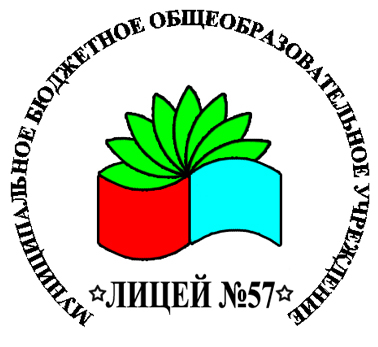 МУНИЦИПАЛЬНОЕ БЮДЖЕТНОЕ ОБЩЕОБРАЗОВАТЕЛЬНОЕ УЧРЕЖДЕНИЕ
☆ЛИЦЕЙ №57☆